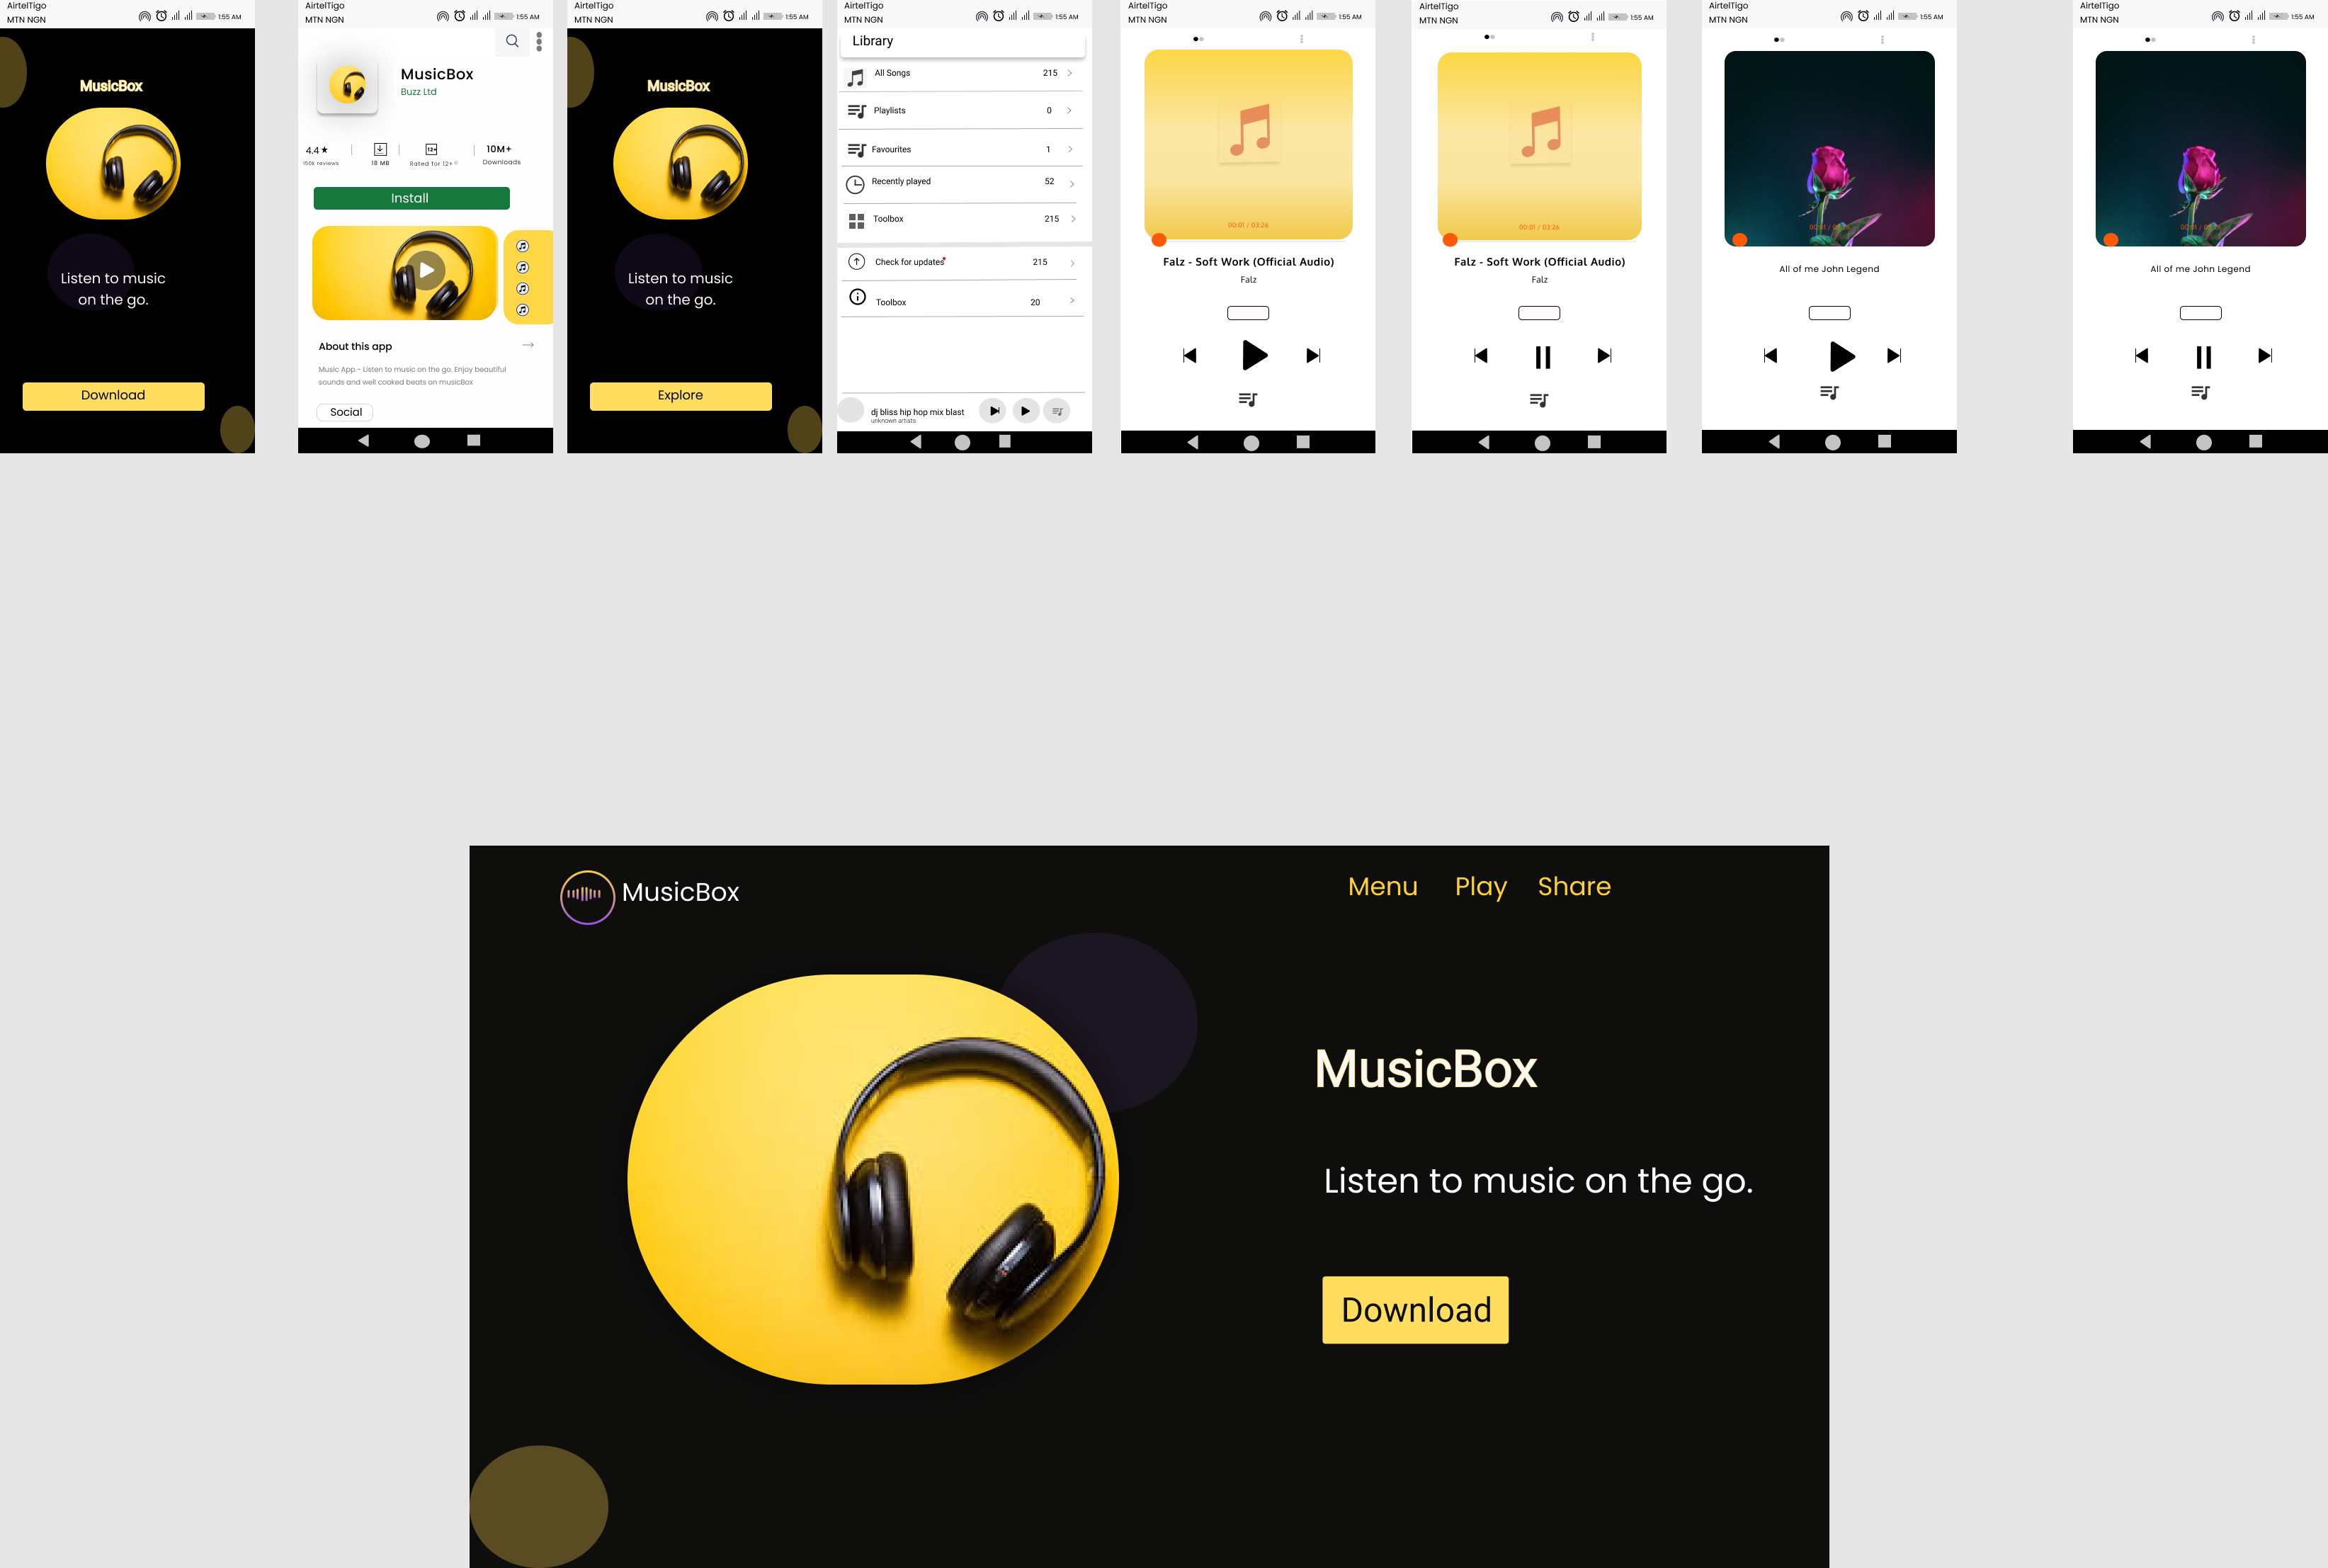 AirtelTigo
MTN NGN
1:55 AM
MusicBox
Listen to music
on the go.
Download
AirtelTigo
MTN NGN
1:55 AM
MusicBox
Buzz Ltd
4.4★
18 MB
12+
Rated for 12+
10M+
Downloads
Install
About this app
Music App - Listen to music on the go. Enjoy beautiful
sounds and well cooked beats on musicBox
Social
AirtelTigo
MTN NGN
1:55 AM
MusicBox
Listen to music
on the go.
Explore
AirtelTigo
MTN NGN
1:55 AM
Library
All Songs 215
Playlists 0
Favourites 1
Recently played 52
Toolbox 215
Check for updates 215
Toolbox 20
dj bliss hip hop mix blast
unknown artists
AirtelTigo
MTN NGN
1:55 AM
00:01 / 03:26
Falz - Soft Work (Official Audio)
Falz
AirtelTigo
MTN NGN
1:55 AM
00:01 / 03:26
Falz - Soft Work (Official Audio)
Falz
AirtelTigo
MTN NGN
1:55 AM
00:01 / 03:26
All of me John Legend
AirtelTigo
MTN NGN
1:55 AM
00:01 / 03:26
All of me John Legend
MusicBox
Menu Play Share
MusicBox
Listen to music on the go.
Download